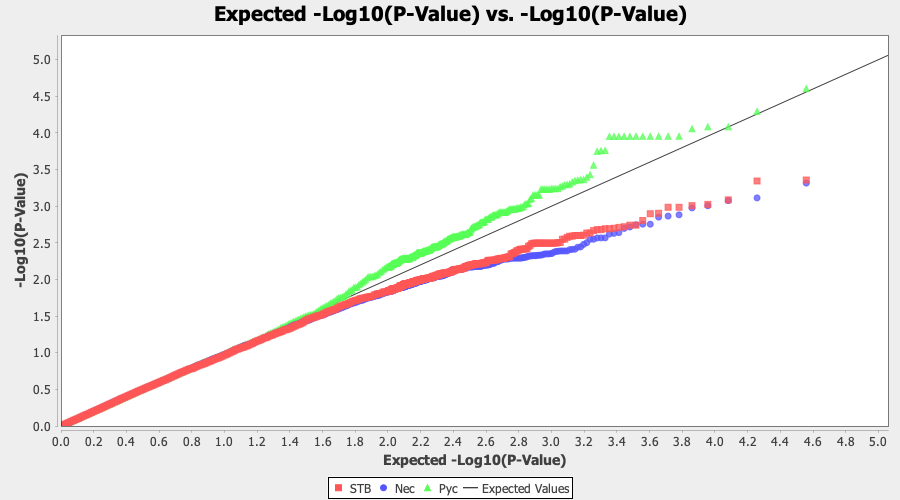 Expected -Log10(P-Value) vs. -Log10(P-Value)
-Log10(P-Value)
5.0
4.5
4.0
3.5
3.0
2.5
2.0
1.5
1.0
0.5
0.0
0.0 0.2 0.4 0.6 0.8 1.0 1.2 1.4 1.6 1.8 2.0 2.2 2.4 2.6 2.8 3.0 3.2 3.4 3.6 3.8 4.0 4.2 4.4 4.6 4.8 5.0
Expected -Log10(P-Value)
STB Nec Pyc Expected Values